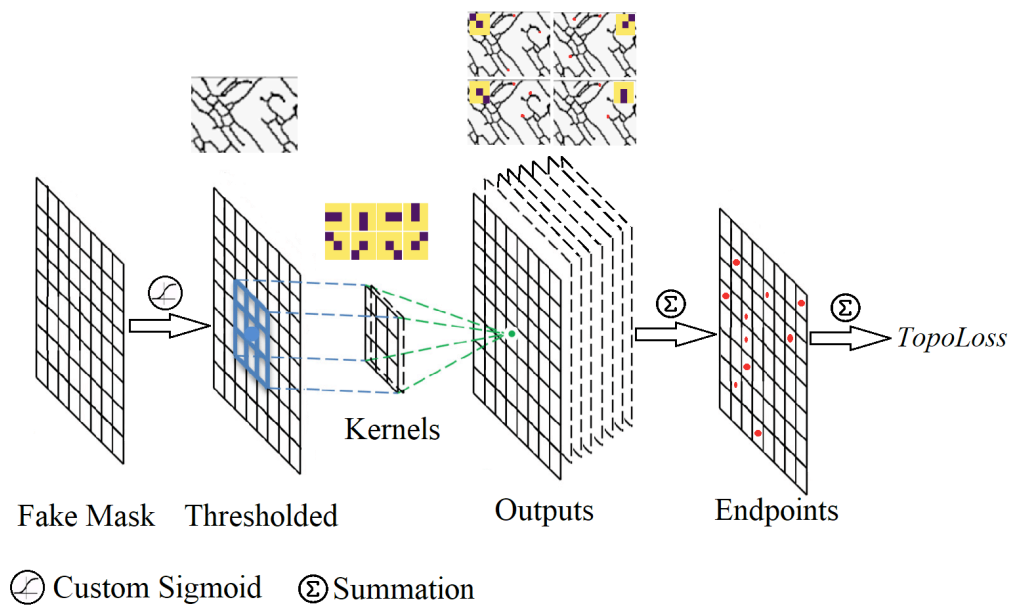 Σ
Σ
TopoLoss
Kernels
Fake Mask
Thresholded
Outputs
Endpoints
Custom Sigmoid
Σ Summation